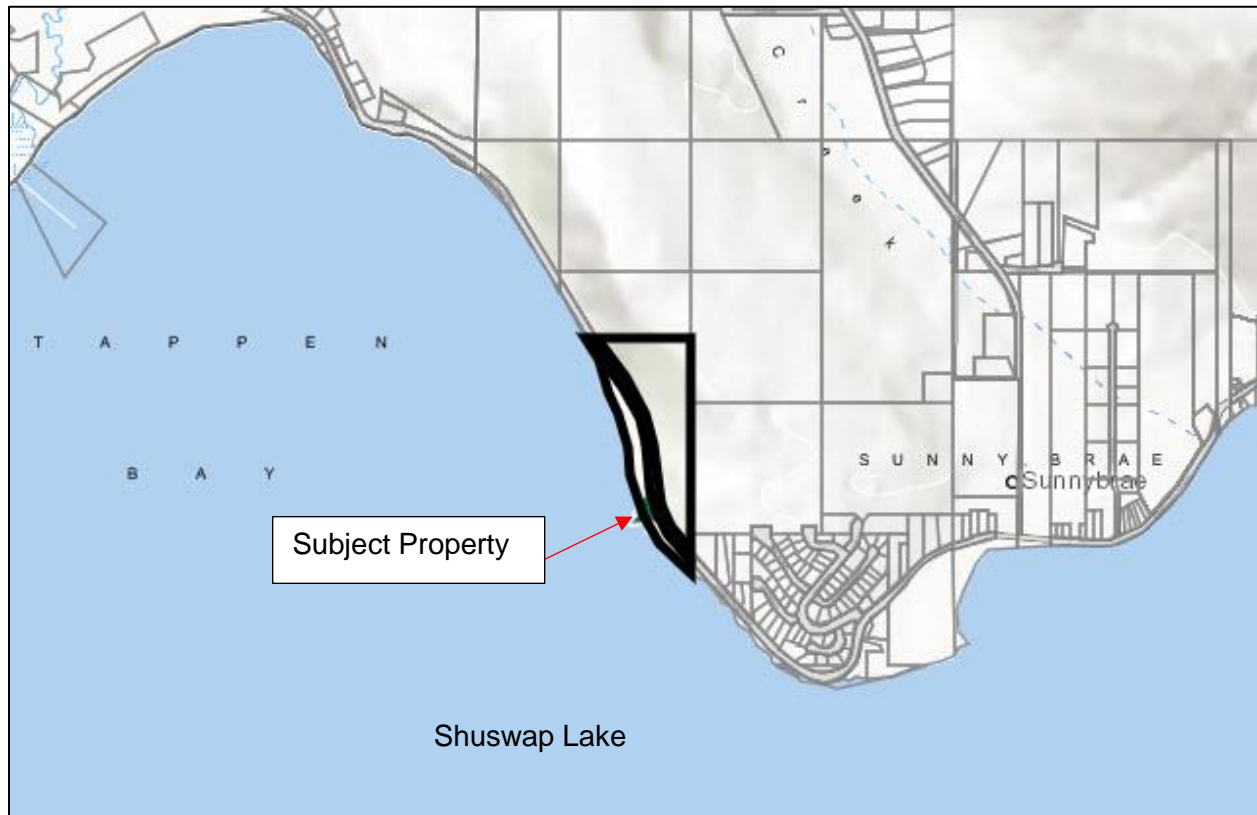 C r e e k
T A P P E N
B A Y
S U N N Y B R A E
Sunnybrae
Subject Property
Shuswap Lake